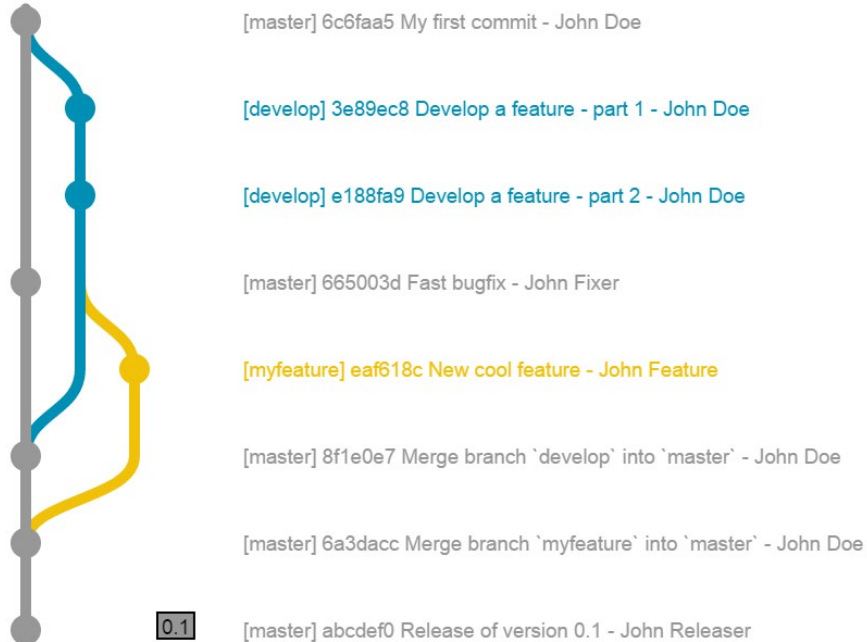 [master] 6c6faa5 My first commit - John Doe
[develop] 3e89ec8 Develop a feature - part 1 - John Doe
[develop] e188fa9 Develop a feature - part 2 - John Doe
[master] 665003d Fast bugfix - John Fixer
[myfeature] eaf618c New cool feature - John Feature
[master] 8f1e0e7 Merge branch `develop` into `master` - John Doe
[master] 6a3dacc Merge branch `myfeature` into `master` - John Doe
0.1 [master] abcdef0 Release of version 0.1 - John Releaser